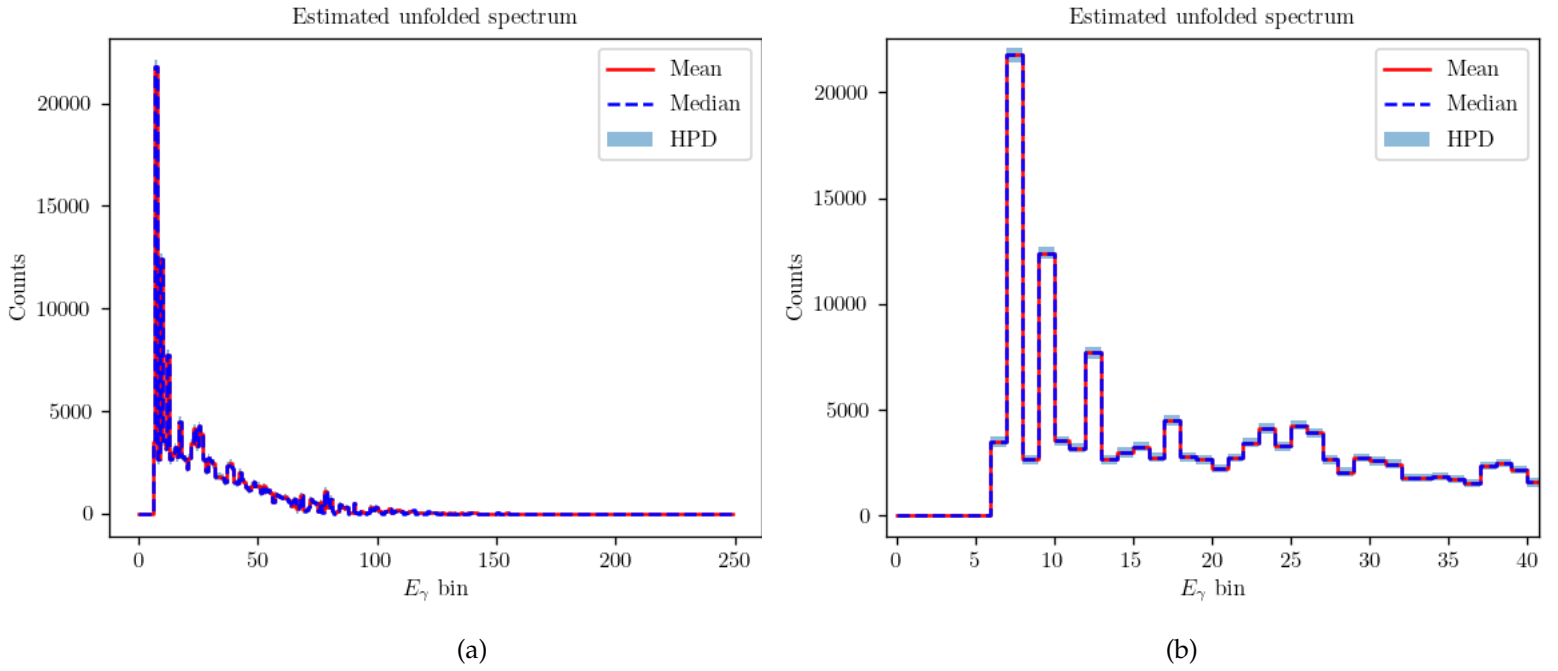 Estimated unfolded spectrum
Mean
Median
HPD
20000
15000
10000
5000
0
Counts
0
50
100
150
200
250
Eγ bin
(a)
Estimated unfolded spectrum
Mean
Median
HPD
20000
15000
10000
5000
0
Counts
0
5
10
15
20
25
30
35
40
Eγ bin
(b)